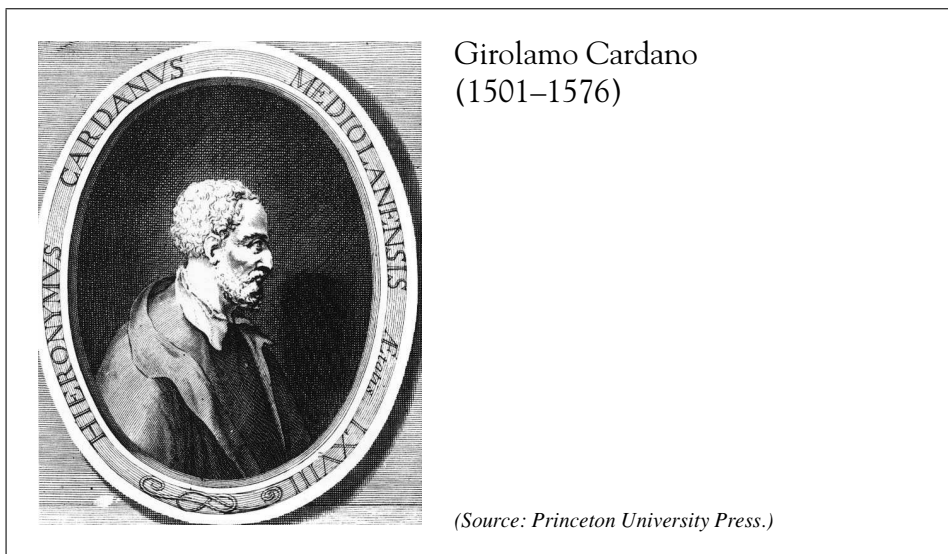 HIERONYMVS CARDANVS MEDIOLANENSIS Ætatis LXVIII
Girolamo Cardano
(1501–1576)
(Source: Princeton University Press.)